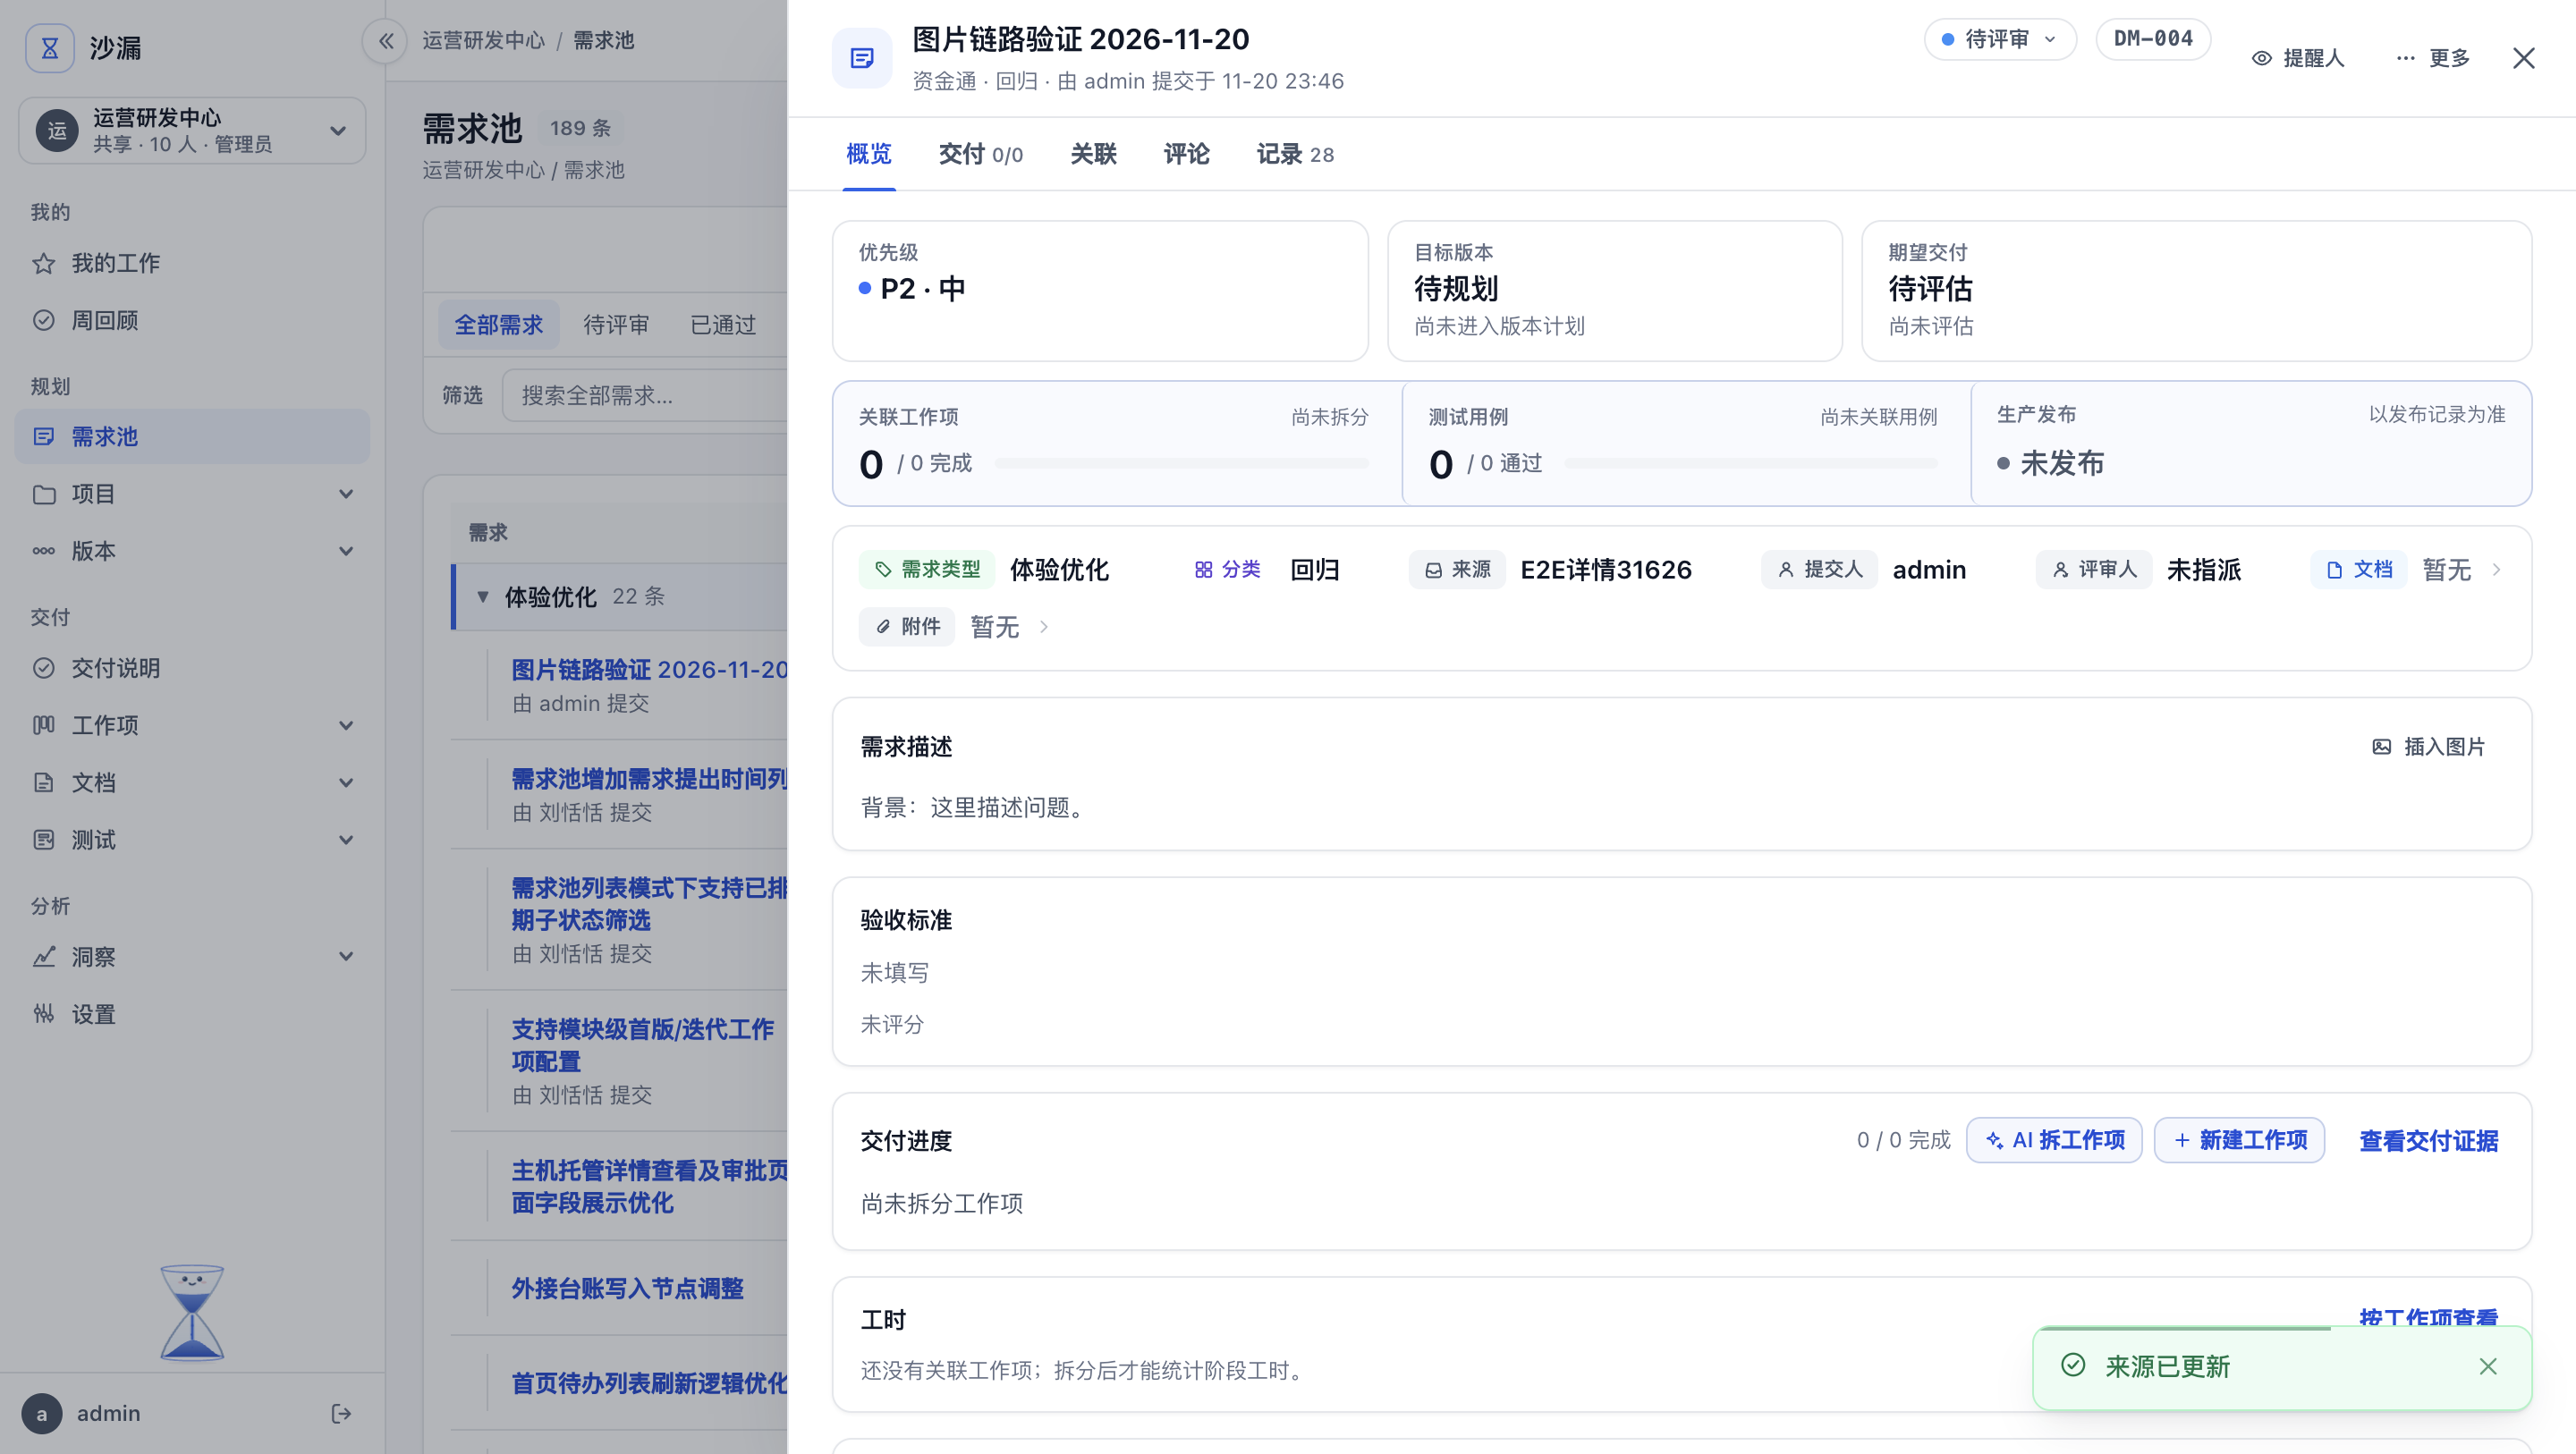 沙漏
运
运营研发中心
共享 · 10 人 · 管理员
我的
我的工作
周回顾
规划
需求池
项目
版本
交付
交付说明
工作项
文档
测试
分析
洞察
设置
a
admin
运营研发中心 / 需求池
需求池 189 条
运营研发中心 / 需求池
全部需求 待评审 已通过
筛选 搜索全部需求...
需求
体验优化 22 条
图片链路验证 2026-11-20
由 admin 提交
需求池增加需求提出时间列
由 刘恬恬 提交
需求池列表模式下支持已排
期子状态筛选
由 刘恬恬 提交
支持模块级首版/迭代工作
项配置
由 刘恬恬 提交
主机托管详情查看及审批页
面字段展示优化
外接台账写入节点调整
首页待办列表刷新逻辑优化
图片链路验证 2026-11-20
资金通 · 回归 · 由 admin 提交于 11-20 23:46
待评审 DM-004 提醒人 ··· 更多
概览 交付 0/0 关联 评论 记录 28
优先级
P2 · 中
目标版本
待规划
尚未进入版本计划
期望交付
待评估
尚未评估
关联工作项 尚未拆分
0 / 0 完成
测试用例 尚未关联用例
0 / 0 通过
生产发布 以发布记录为准
未发布
需求类型 体验优化 分类 回归 来源 E2E详情31626 提交人 admin 评审人 未指派 文档 暂无
附件 暂无
需求描述 插入图片
背景：这里描述问题。
验收标准
未填写
未评分
交付进度 0 / 0 完成 AI 拆工作项 + 新建工作项 查看交付证据
尚未拆分工作项
工时 按工作项查看
还没有关联工作项；拆分后才能统计阶段工时。
来源已更新